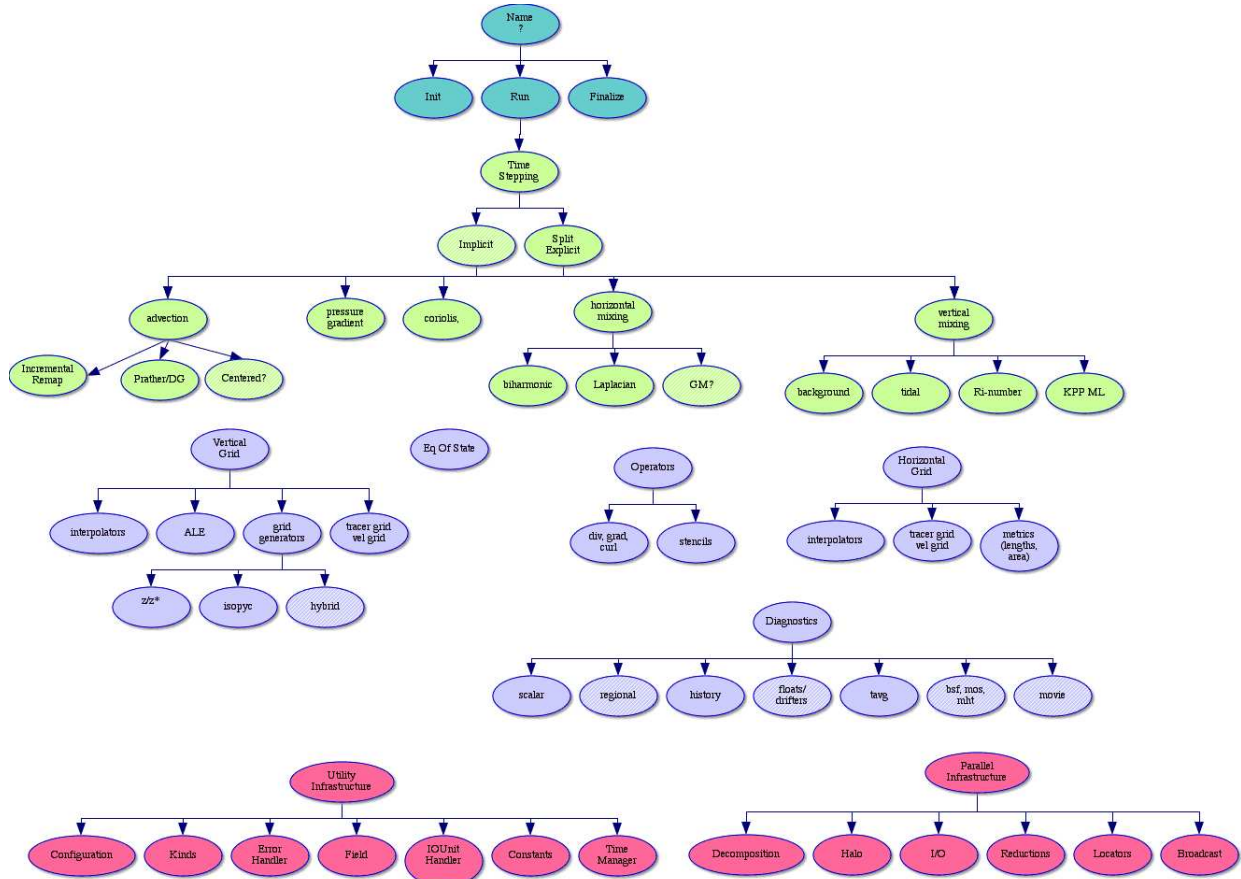 Name
?
Init
Run
Finalize
Time
Stepping
Implicit
Split
Explicit
advection
pressure
gradient
coriolis,
horizontal
mixing
vertical
mixing
Incremental
Remap
Prather/DG
Centered?
biharmonic
Laplacian
GM?
background
tidal
Ri-number
KPP ML
Vertical
Grid
Eq Of State
Operators
Horizontal
Grid
interpolators
ALE
grid
generators
tracer grid
vel grid
div, grad,
curl
stencils
interpolators
tracer grid
vel grid
metrics
(lengths,
area)
z/z*
isopyc
hybrid
Diagnostics
scalar
regional
history
floats/
drifters
tavg
bsf, mos,
mht
movie
Utility
Infrastructure
Parallel
Infrastructure
Configuration
Kinds
Error
Handler
Field
IOUnit
Handler
Constants
Time
Manager
Decomposition
Halo
I/O
Reductions
Locators
Broadcast